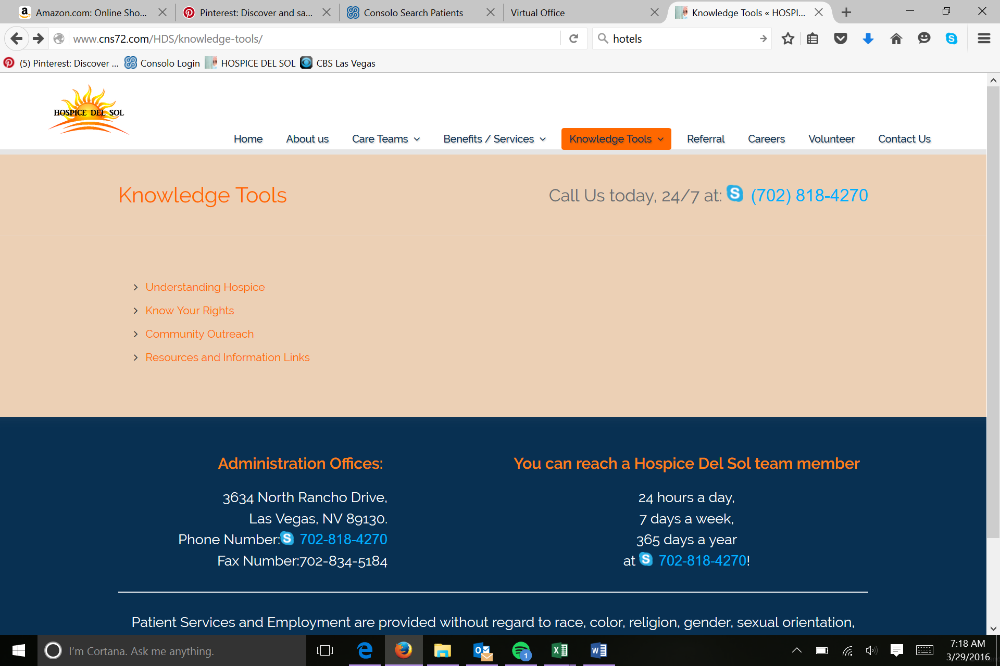 Amazon.com: Online Sho...
Pinterest: Discover and sa...
Consolo Search Patients
Virtual Office
Knowledge Tools « HOSPI...
www.cns72.com/HDS/knowledge-tools/
hotels
(5) Pinterest: Discover ...
Consolo Login
HOSPICE DEL SOL
CBS Las Vegas
HOSPICE DEL SOL
Home
About us
Care Teams
Benefits / Services
Knowledge Tools
Referral
Careers
Volunteer
Contact Us
Knowledge Tools
Call Us today, 24/7 at: (702) 818-4270
Understanding Hospice
Know Your Rights
Community Outreach
Resources and Information Links
Administration Offices:
3634 North Rancho Drive,
Las Vegas, NV 89130.
Phone Number: 702-818-4270
Fax Number:702-834-5184
You can reach a Hospice Del Sol team member
24 hours a day,
7 days a week,
365 days a year
at 702-818-4270!
Patient Services and Employment are provided without regard to race, color, religion, gender, sexual orientation,
I'm Cortana. Ask me anything.
1
7:18 AM
3/29/2016